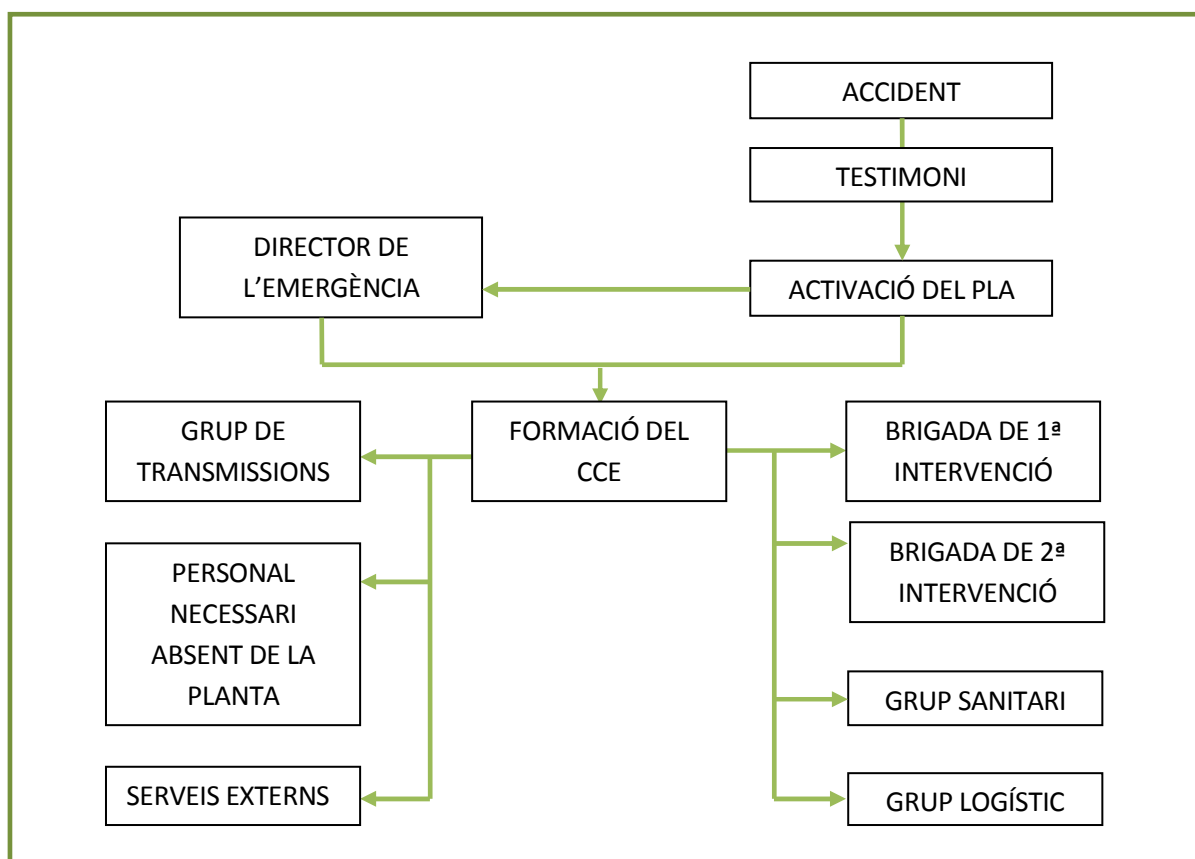 ACCIDENT
TESTIMONI
DIRECTOR DE
L’EMERGÈNCIA
ACTIVACIÓ DEL PLA
GRUP DE
TRANSMISSIONS
FORMACIÓ DEL
CCE
BRIGADA DE 1ª
INTERVENCIÓ
BRIGADA DE 2ª
INTERVENCIÓ
PERSONAL
NECESSARI
ABSENT DE LA
PLANTA
GRUP SANITARI
SERVEIS EXTERNS
GRUP LOGÍSTIC